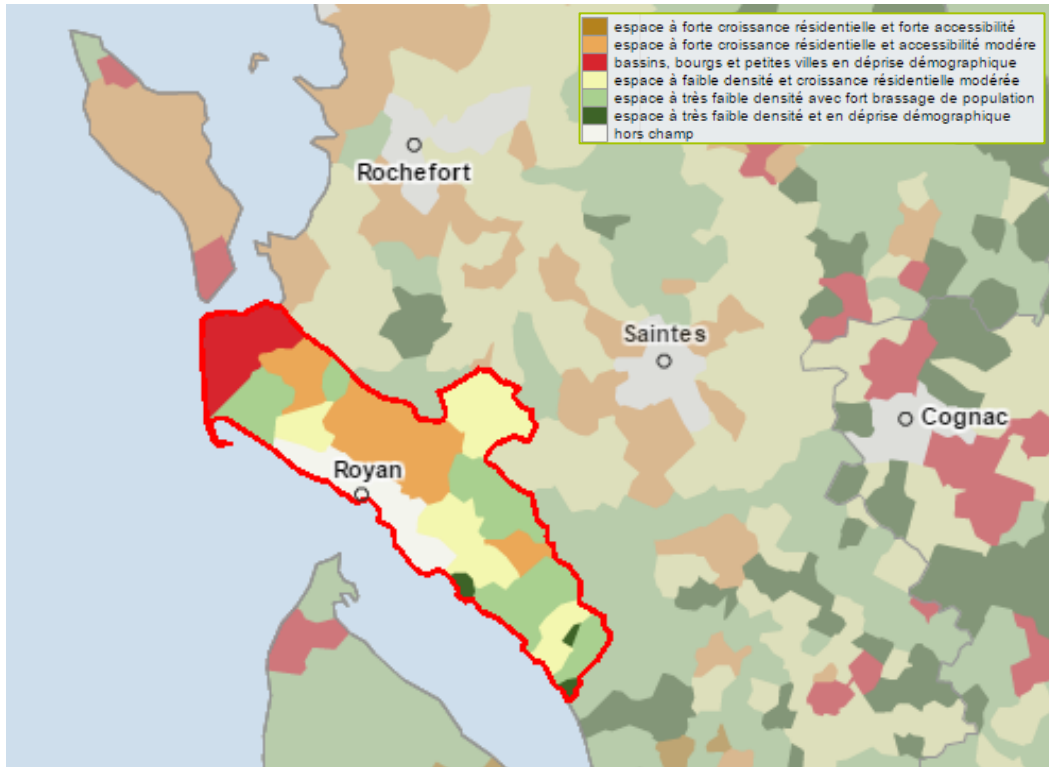 espace à forte croissance résidentielle et forte accessibilité
espace à forte croissance résidentielle et accessibilité modére
bassins, bourgs et petites villes en déprise démographique
espace à faible densité et croissance résidentielle modérée
espace à très faible densité avec fort brassage de population
espace à très faible densité et en déprise démographique
hors champ
Rochefort
Saintes
Cognac
Royan